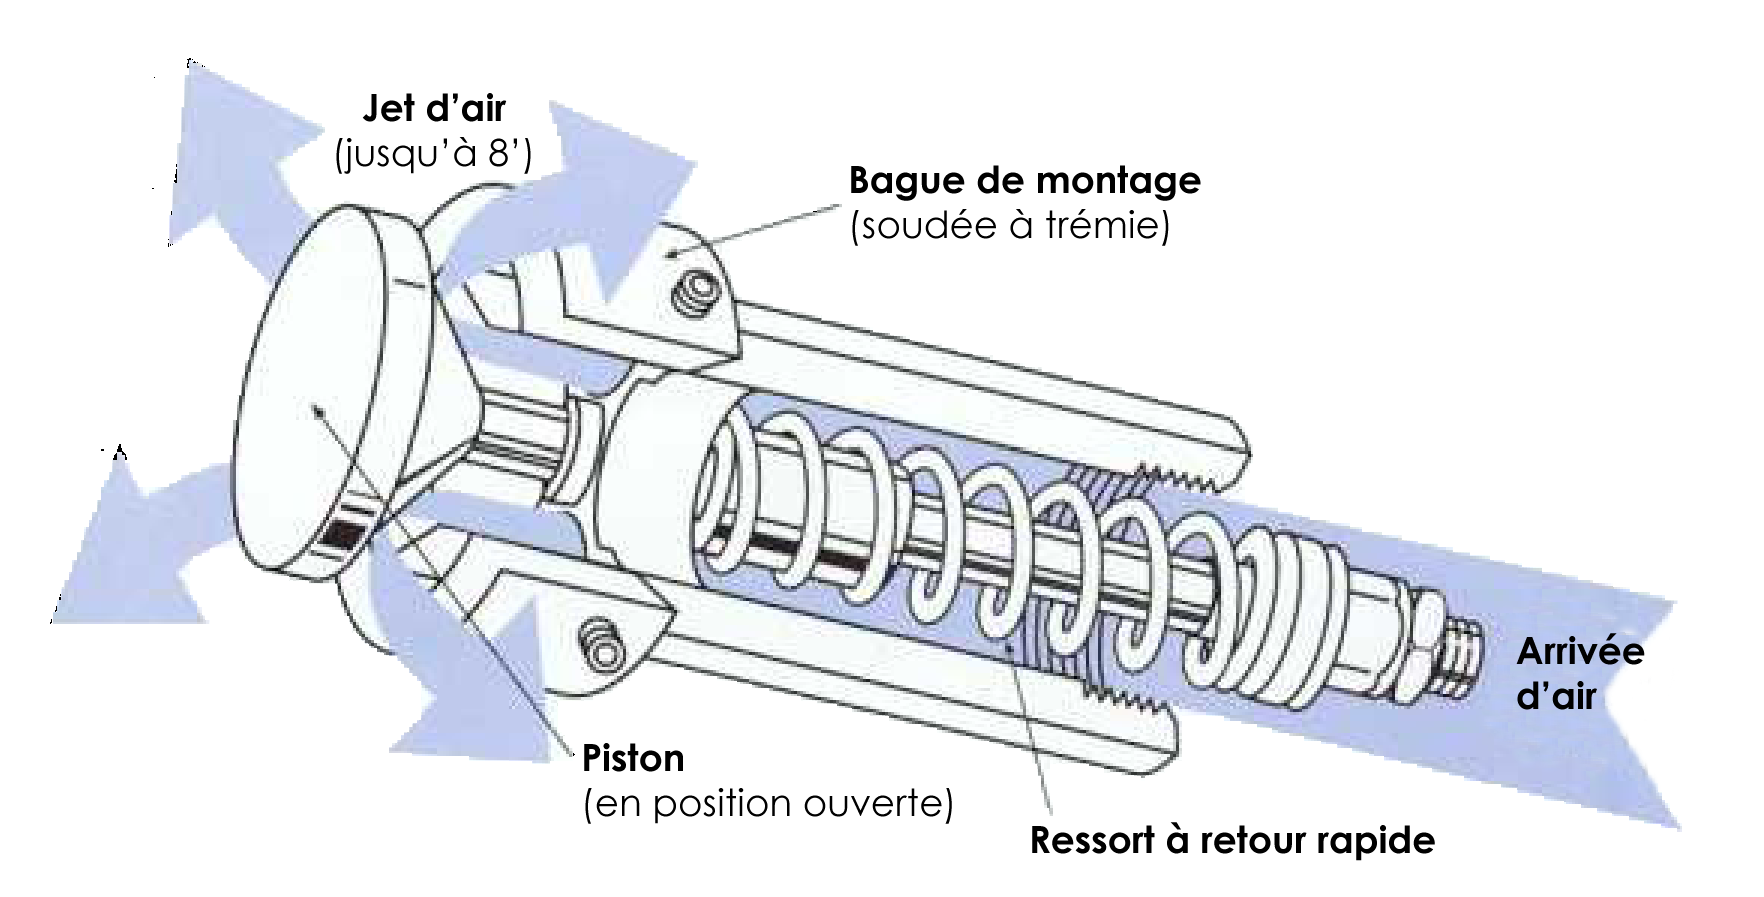 Jet d’air
(jusqu’à 8’)
Bague de montage
(soudée à trémie)
Arrivée
d’air
Piston
(en position ouverte)
Ressort à retour rapide